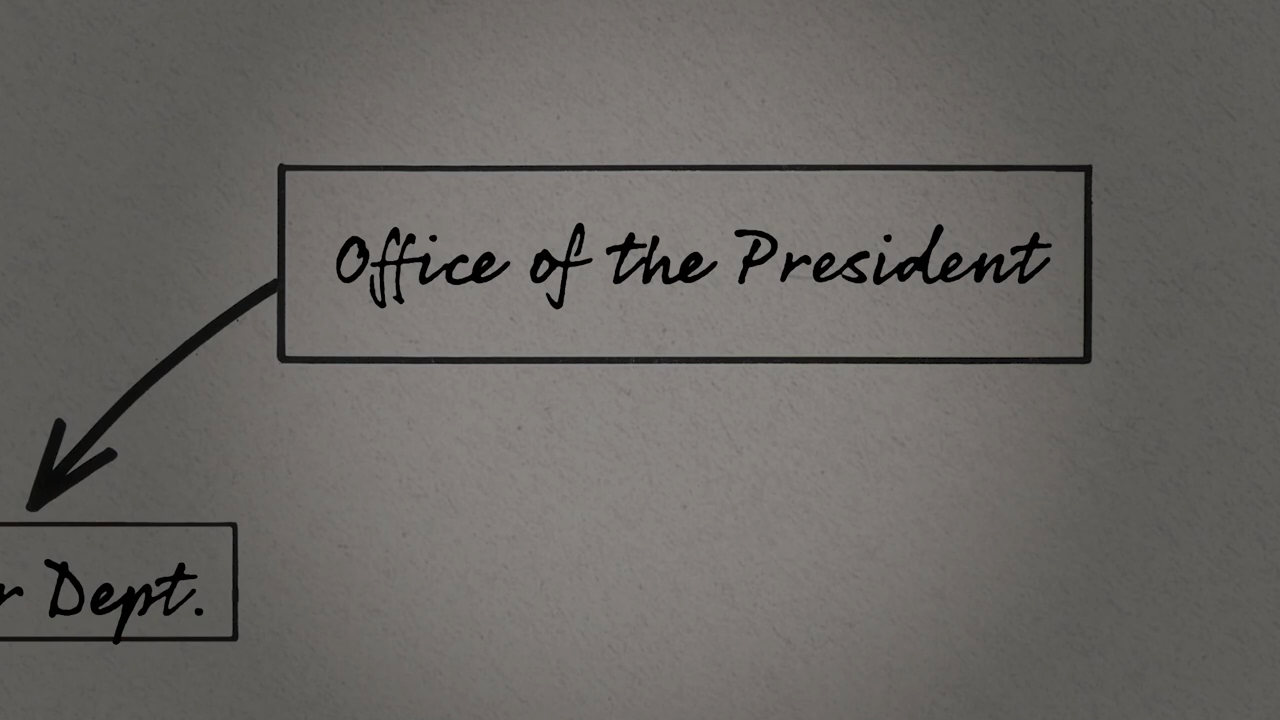 Office of the President
Dept.